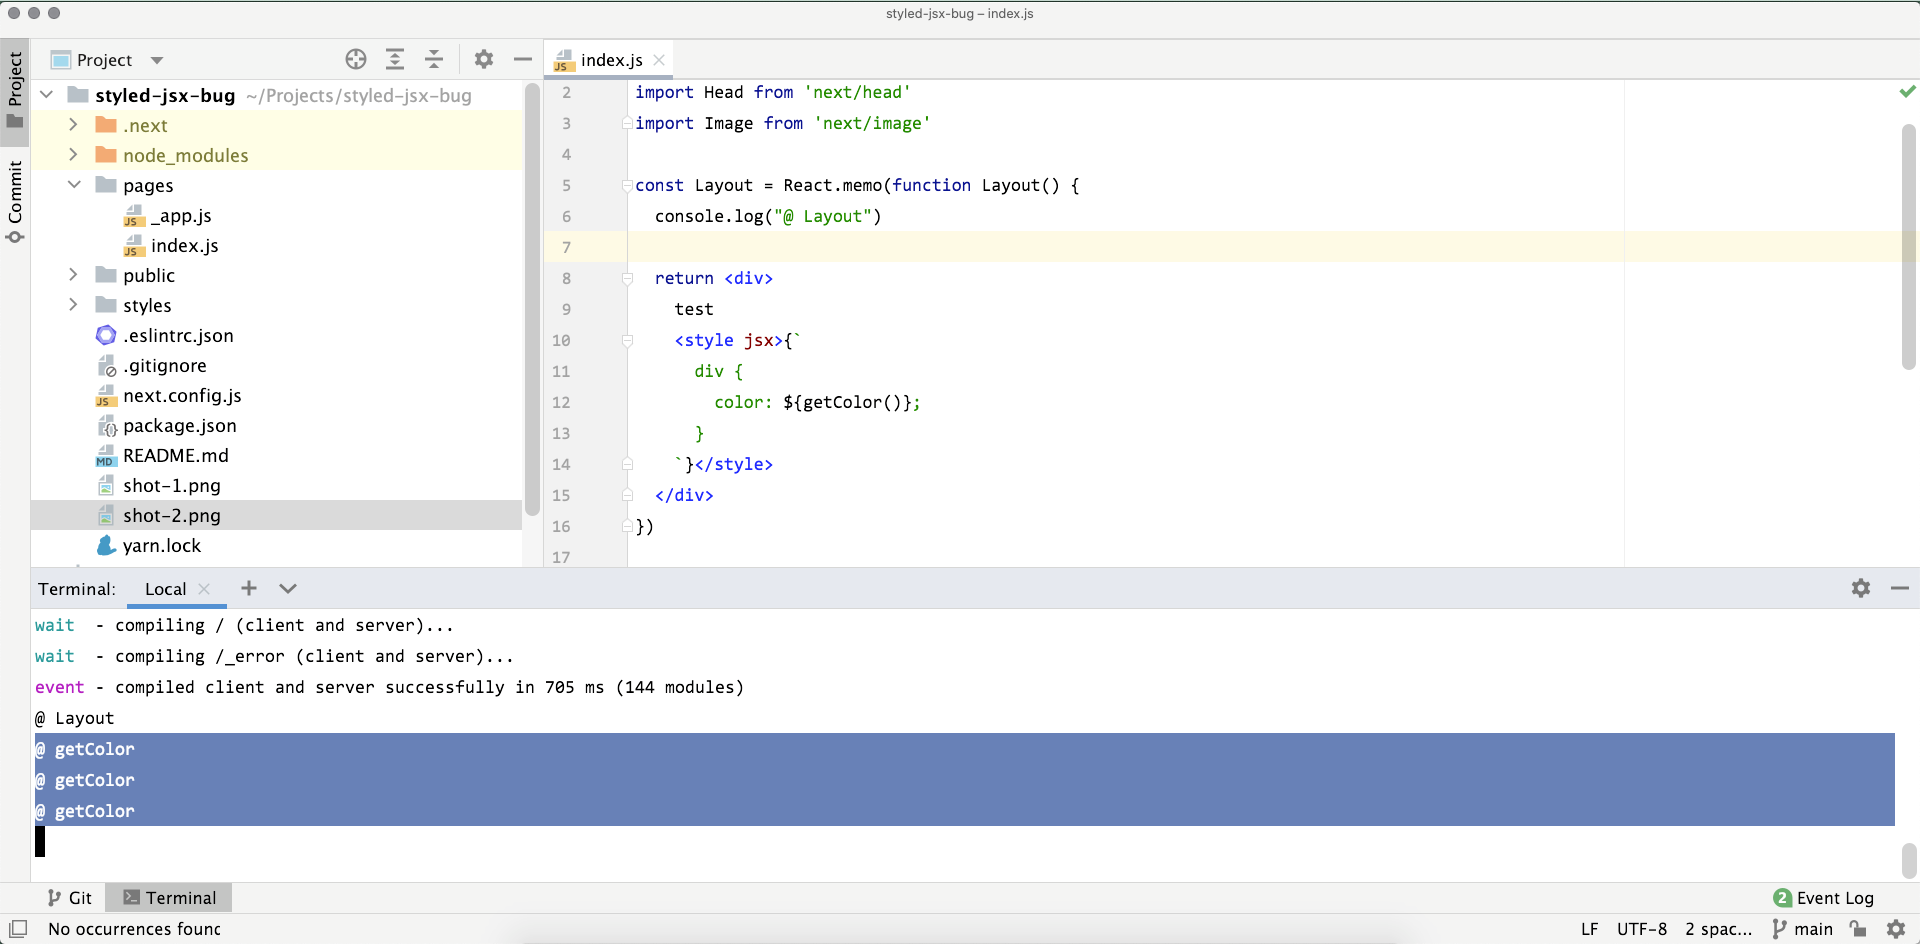 styled-jsx-bug – index.js
Project
Commit
Project
styled-jsx-bug ~/Projects/styled-jsx-bug
.next
node_modules
pages
JS _app.js
JS index.js
public
styles
.eslintrc.json
.gitignore
JS next.config.js
{} package.json
MD README.md
shot-1.png
shot-2.png
yarn.lock
JS index.js
2 import Head from 'next/head'
3 import Image from 'next/image'
4
5 const Layout = React.memo(function Layout() {
6 console.log("@ Layout")
7
8 return <div>
9 test
10 <style jsx>{`
11 div {
12 color: ${getColor()};
13 }
14 `}</style>
15 </div>
16 })
17
Terminal: Local
wait - compiling / (client and server)...
wait - compiling /_error (client and server)...
event - compiled client and server successfully in 705 ms (144 modules)
@ Layout
@ getColor
@ getColor
@ getColor
Git Terminal 2 Event Log
No occurrences found LF UTF-8 2 spac... main